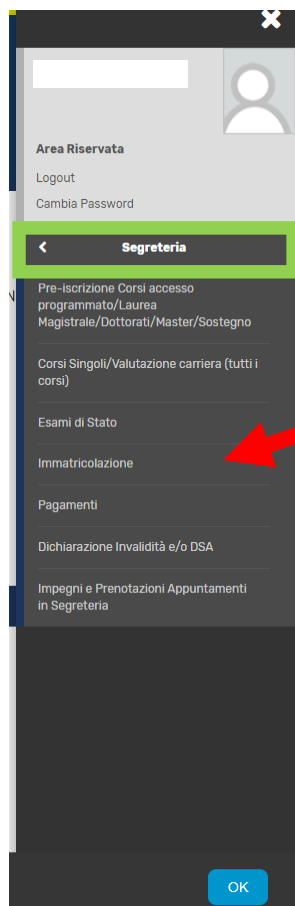 Area Riservata
Logout
Cambia Password
Segreteria
Pre-iscrizione Corsi accesso
programmato/Laurea
Magistrale/Dottorati/Master/Sostegno
Corsi Singoli/Valutazione carriera (tutti i
corsi)
Esami di Stato
Immatricolazione
Pagamenti
Dichiarazione Invalidità e/o DSA
Impegni e Prenotazioni Appuntamenti
in Segreteria
OK